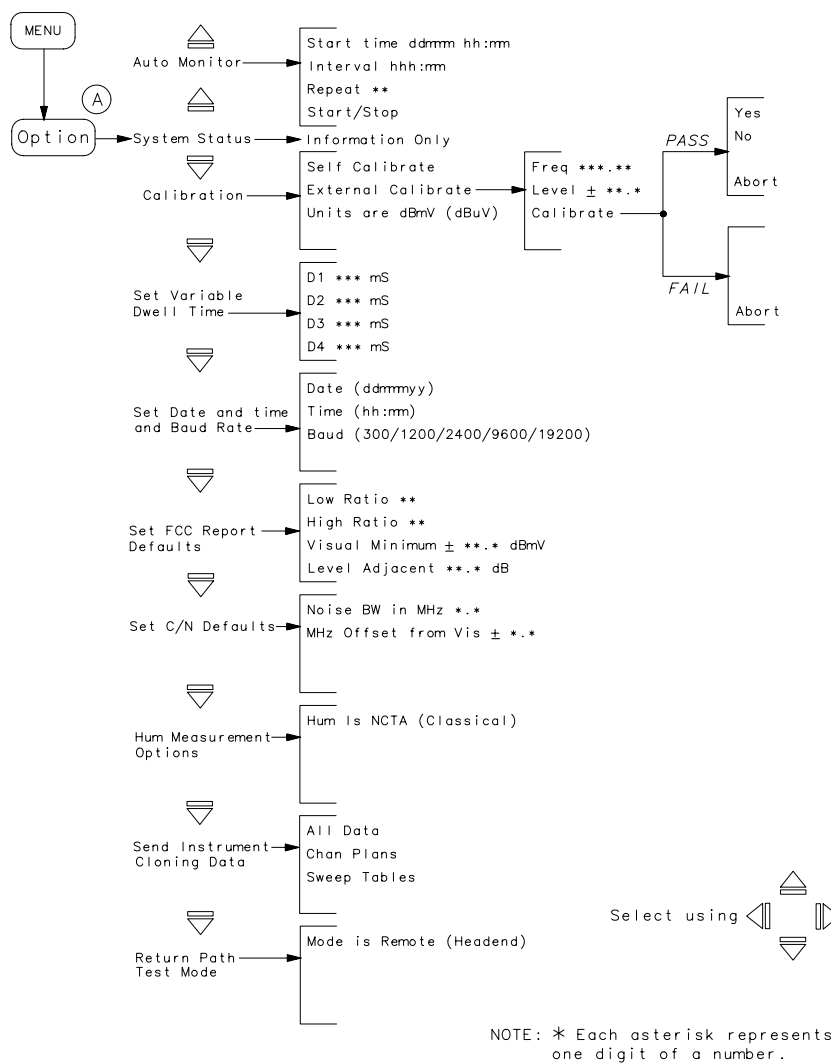 MENU
Option
A
Auto Monitor
Start time ddmmm hh:mm
Interval hhh:mm
Repeat **
Start/Stop
System Status
Information Only
Calibration
Self Calibrate
External Calibrate
Units are dBmV (dBuV)
Freq ***.**
Level ± **.*
Calibrate
PASS
Yes
No
Abort
FAIL
Abort
Set Variable
Dwell Time
D1 *** mS
D2 *** mS
D3 *** mS
D4 *** mS
Set Date and time
and Baud Rate
Date (ddmmmyy)
Time (hh:mm)
Baud (300/1200/2400/9600/19200)
Set FCC Report
Defaults
Low Ratio **
High Ratio **
Visual Minimum ± **.* dBmV
Level Adjacent **.* dB
Set C/N Defaults
Noise BW in MHz *.*
MHz Offset from Vis ± *.*
Hum Measurement
Options
Hum Is NCTA (Classical)
Send Instrument
Cloning Data
All Data
Chan Plans
Sweep Tables
Return Path
Test Mode
Mode is Remote (Headend)
Select using
NOTE: * Each asterisk represents
one digit of a number.